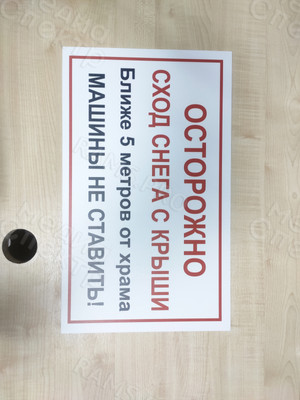 ОСТОРОЖНО
СХОД СНЕГА С КРЫШИ
Ближе 5 метров от храма
МАШИНЫ НЕ СТАВИТЬ!